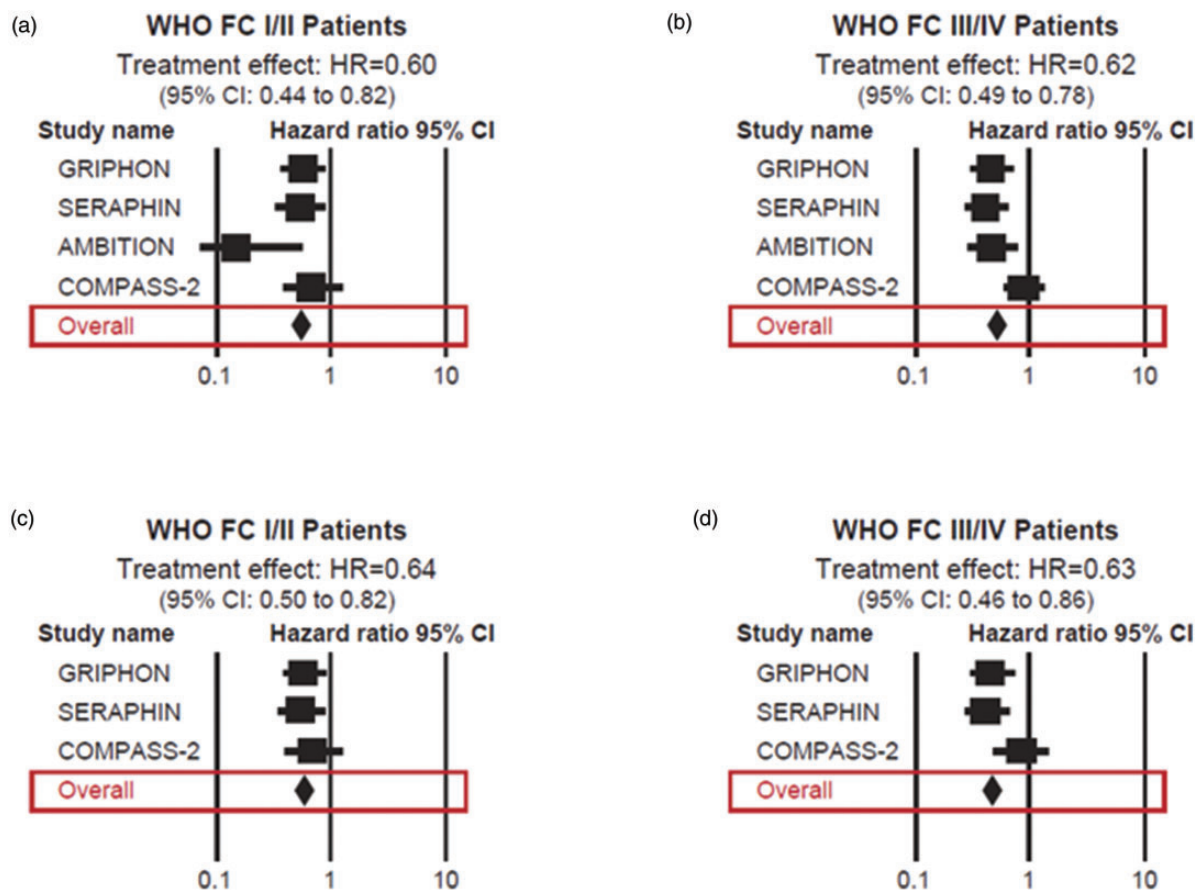 (a)
WHO FC I/II Patients
Treatment effect: HR=0.60
(95% CI: 0.44 to 0.82)
Study name Hazard ratio 95% CI
GRIPHON
SERAPHIN
AMBITION
COMPASS-2
Overall
0.1 1 10
(b)
WHO FC III/IV Patients
Treatment effect: HR=0.62
(95% CI: 0.49 to 0.78)
Study name Hazard ratio 95% CI
GRIPHON
SERAPHIN
AMBITION
COMPASS-2
Overall
0.1 1 10
(c)
WHO FC I/II Patients
Treatment effect: HR=0.64
(95% CI: 0.50 to 0.82)
Study name Hazard ratio 95% CI
GRIPHON
SERAPHIN
COMPASS-2
Overall
0.1 1 10
(d)
WHO FC III/IV Patients
Treatment effect: HR=0.63
(95% CI: 0.46 to 0.86)
Study name Hazard ratio 95% CI
GRIPHON
SERAPHIN
COMPASS-2
Overall
0.1 1 10